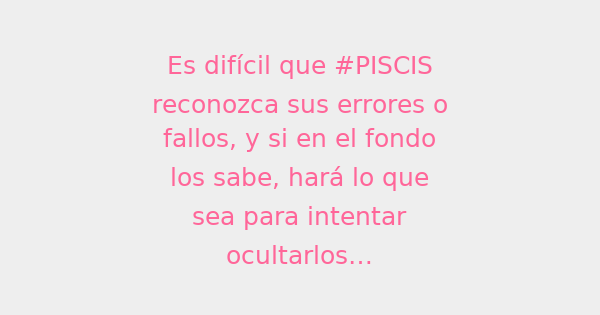 Es difícil que #PISCIS
reconozca sus errores o
fallos, y si en el fondo
los sabe, hará lo que
sea para intentar
ocultarlos...